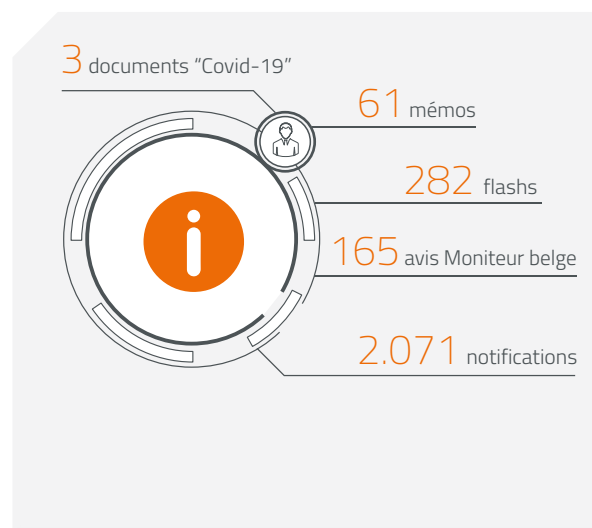 3 documents “Covid-19”
61 mémos
282 flashs
165 avis Moniteur belge
2.071 notifications